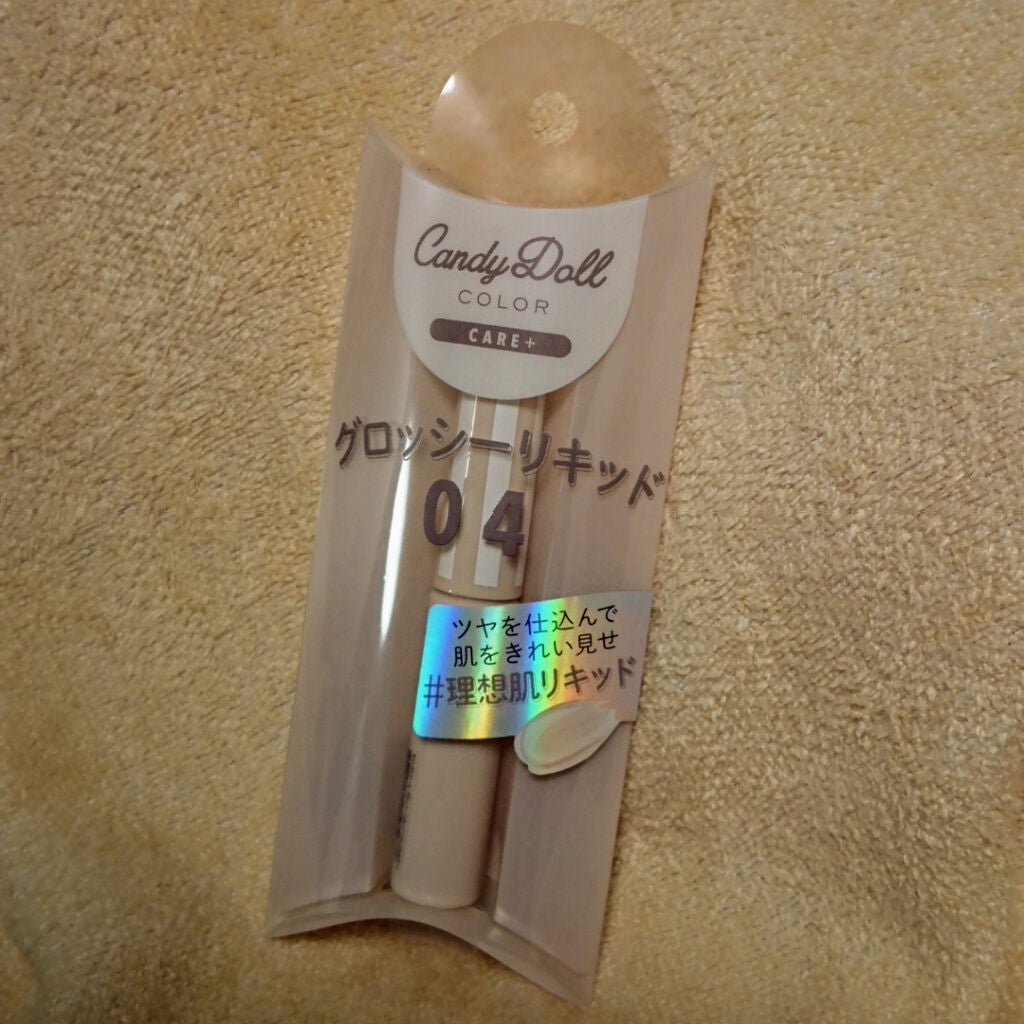 Candy Doll
COLOR
CARE+
グロッシーリキッド
04
ツヤを仕込んで
肌をきれい見せ
#理想肌リキッド